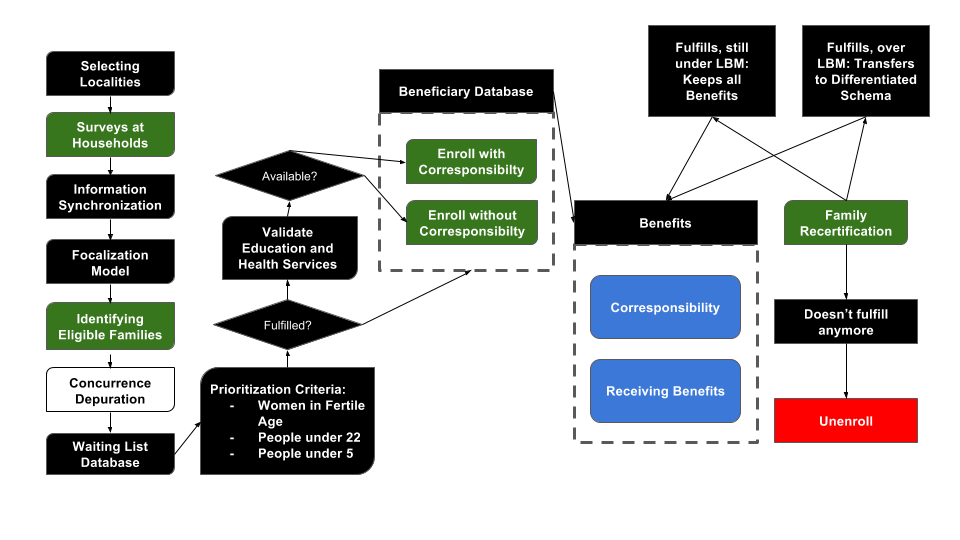 Selecting
Localities
Surveys at
Households
Information
Synchronization
Focalization
Model
Identifying
Eligible Families
Concurrence
Depuration
Waiting List
Database
Prioritization Criteria:
- Women in Fertile
Age
- People under 22
- People under 5
Fulfilled?
Validate
Education and
Health Services
Available?
Beneficiary Database
Enroll with
Corresponsibilty
Enroll without
Corresponsibilty
Benefits
Corresponsibility
Receiving Benefits
Fulfills, still
under LBM:
Keeps all
Benefits
Fulfills, over
LBM: Transfers
to Differentiated
Schema
Family
Recertification
Doesn't fulfill
anymore
Unenroll